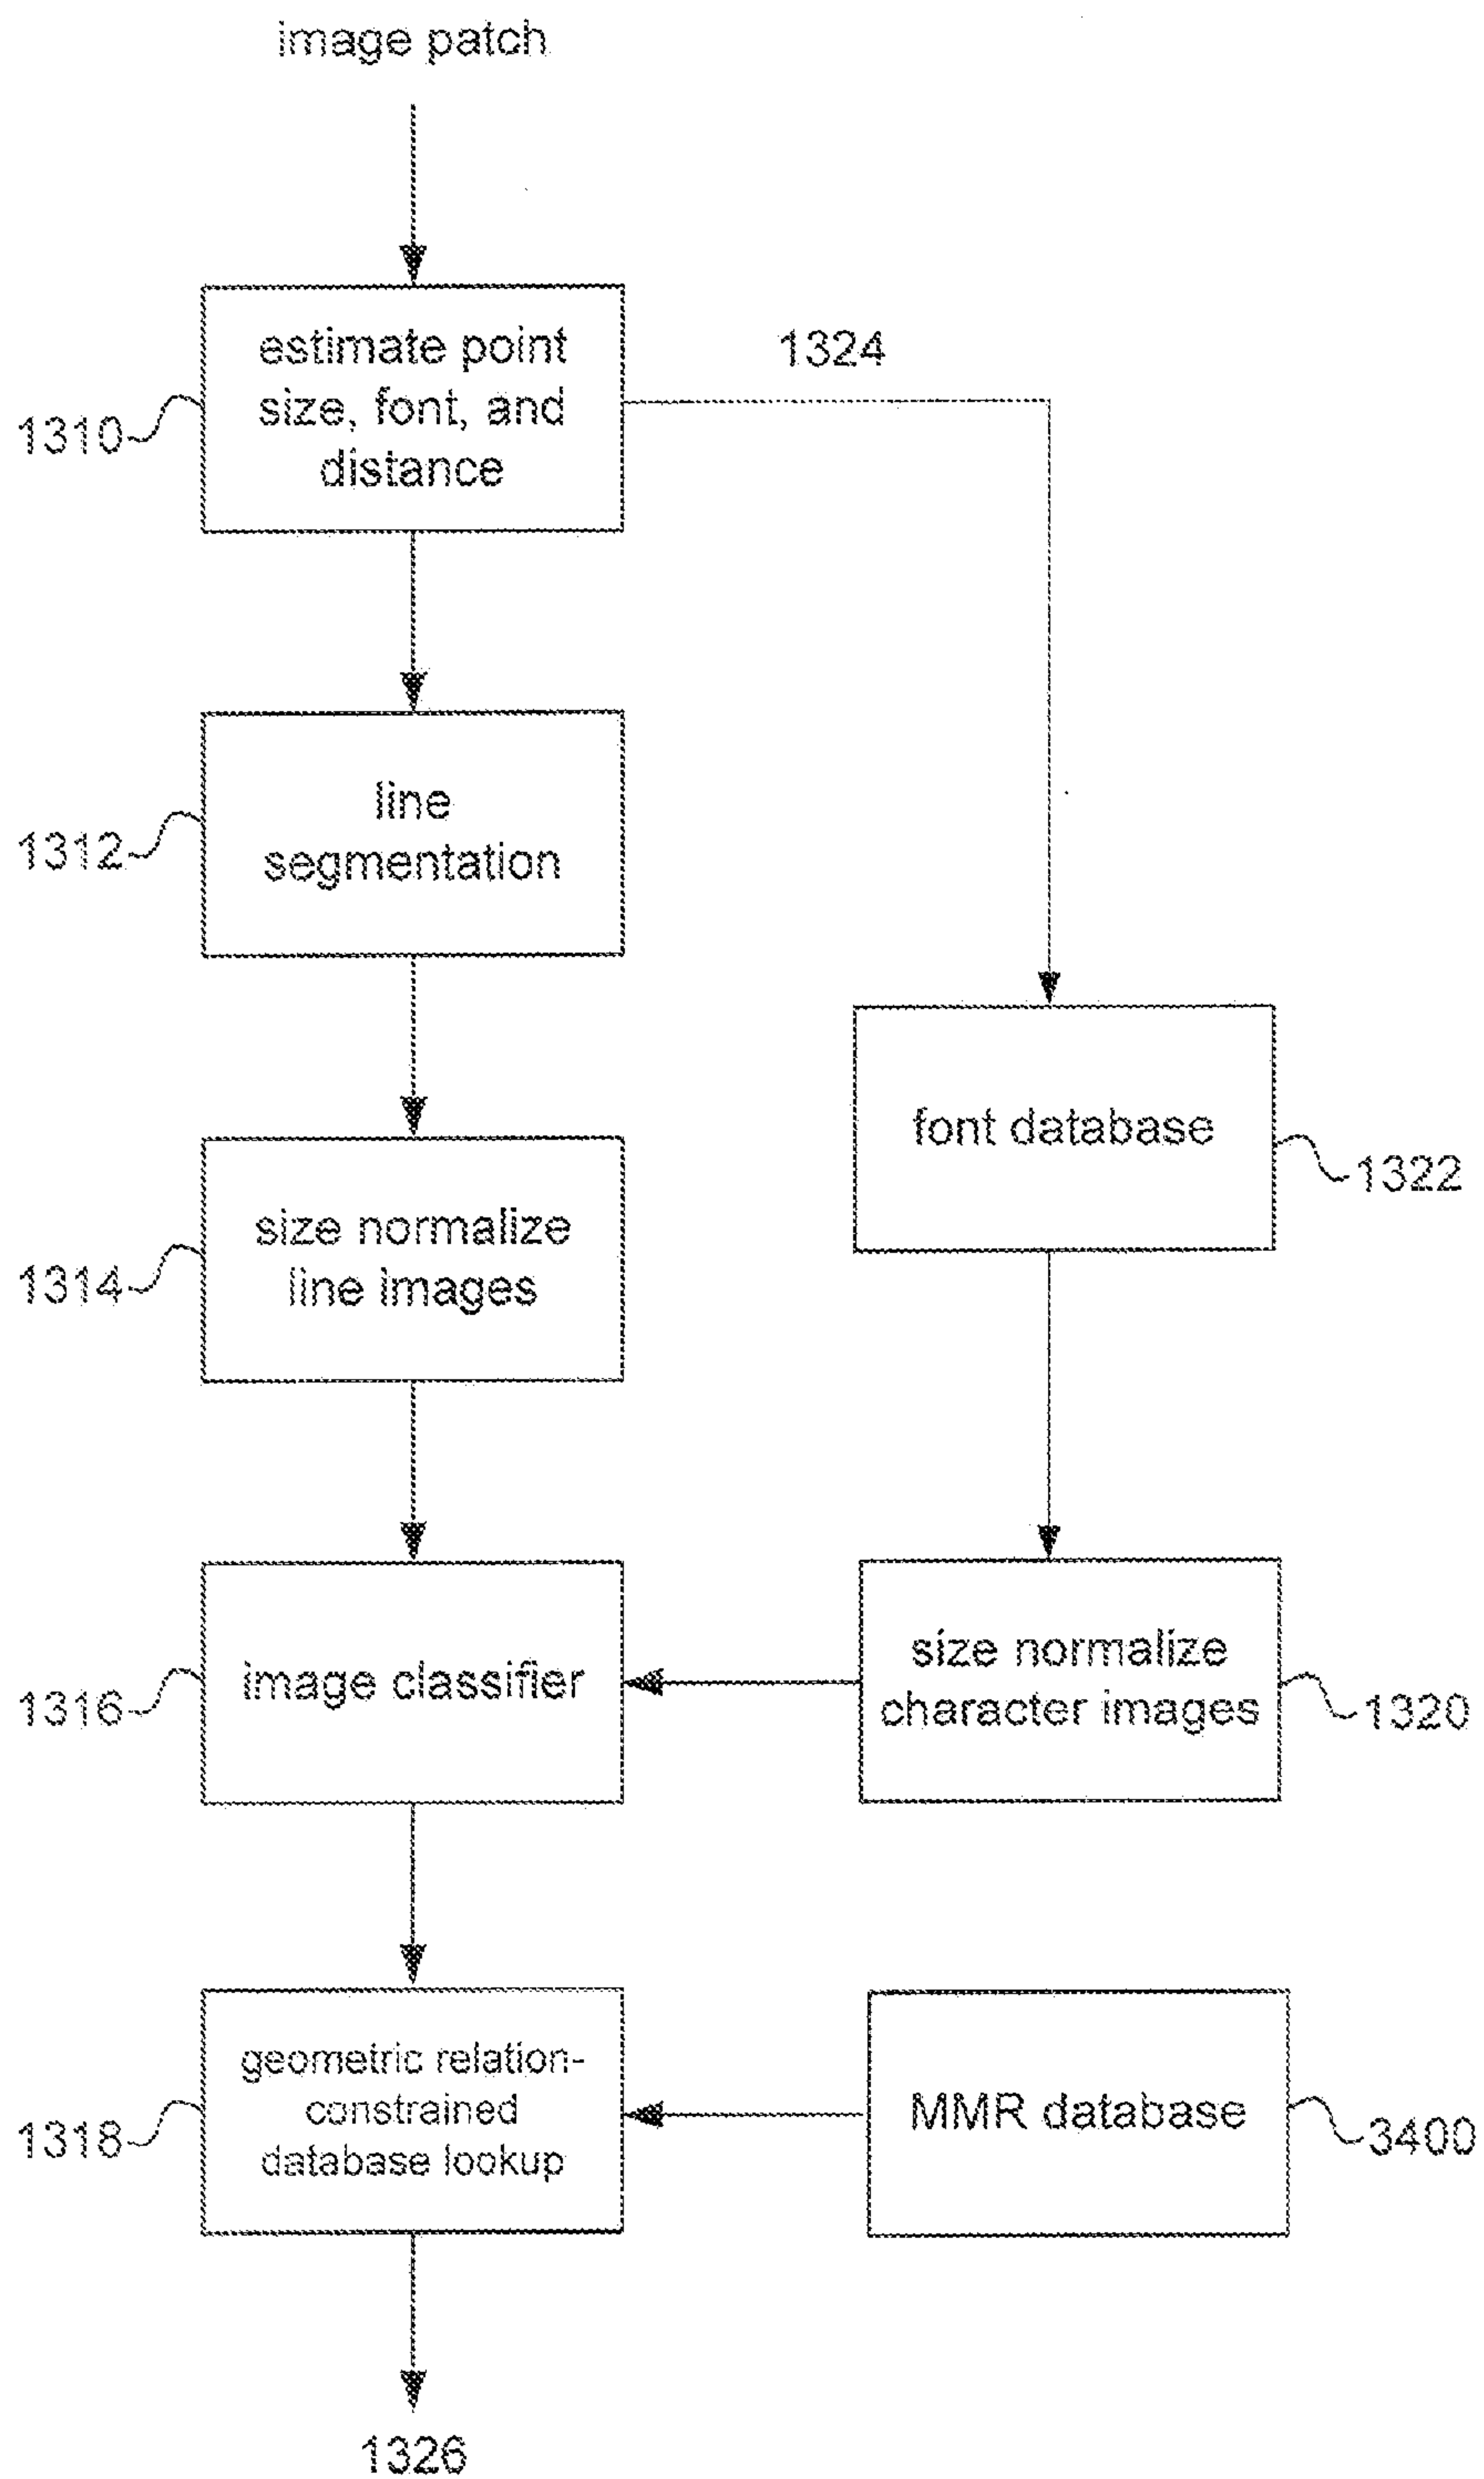 image patch
estimate point
size, font, and
distance
1310
1324
line
segmentation
1312
font database
1322
size normalize
line images
1314
image classifier
1316
size normalize
character images
1320
geometric relation-
constrained
database lookup
1318
MMR database
3400
1326